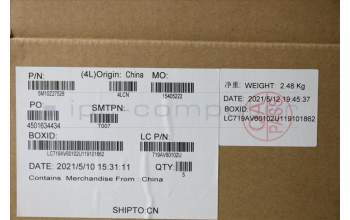 P/N: (4L)Origin: China MO:
5M10Z27526 4LCN 15405222
PO: SMTPN:
4501634434 T007
BOXID: LC P/N:
LC719AV60102U119101862 719AV60102U
DATE: 2021/5/10 15:31:11 QTY:
5
Contains Merchandise From : China
SHIPTO:CN
净重: WEIGHT: 2.48 Kg
DATE: 2021/5/12 19:45:37
BOXID:
LC719AV60102U119101862